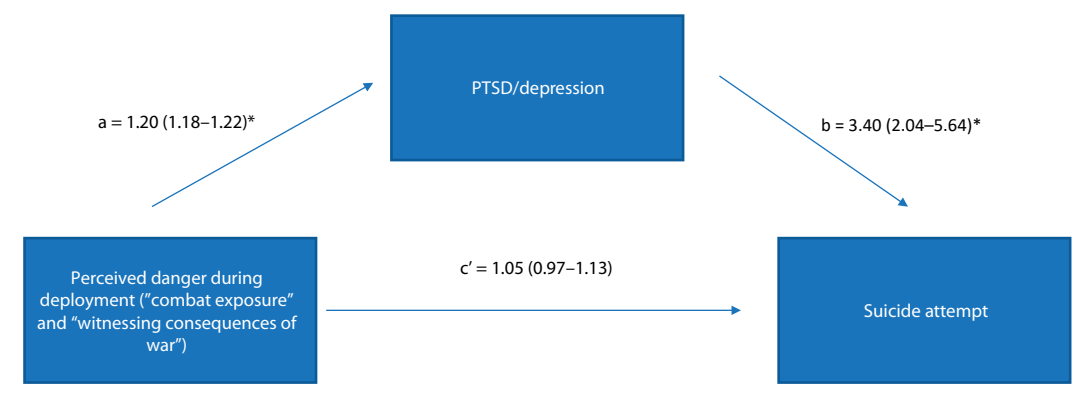 PTSD/depression
a = 1.20 (1.18–1.22)*
b = 3.40 (2.04–5.64)*
Perceived danger during
deployment (”combat exposure”
and “witnessing consequences of
war”)
c’ = 1.05 (0.97–1.13)
Suicide attempt